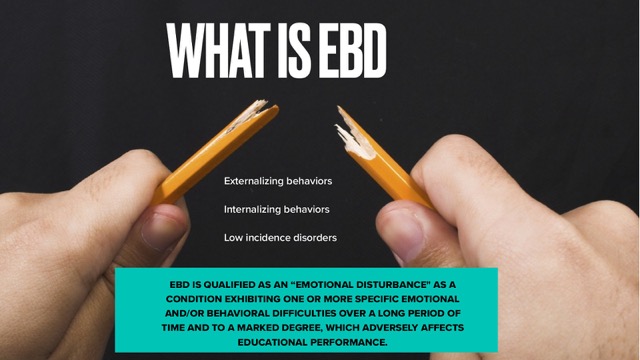 WHAT IS EBD
Externalizing behaviors
Internalizing behaviors
Low incidence disorders
EBD IS QUALIFIED AS AN “EMOTIONAL DISTURBANCE” AS A
CONDITION EXHIBITING ONE OR MORE SPECIFIC EMOTIONAL
AND/OR BEHAVIORAL DIFFICULTIES OVER A LONG PERIOD OF
TIME AND TO A MARKED DEGREE, WHICH ADVERSELY AFFECTS
EDUCATIONAL PERFORMANCE.